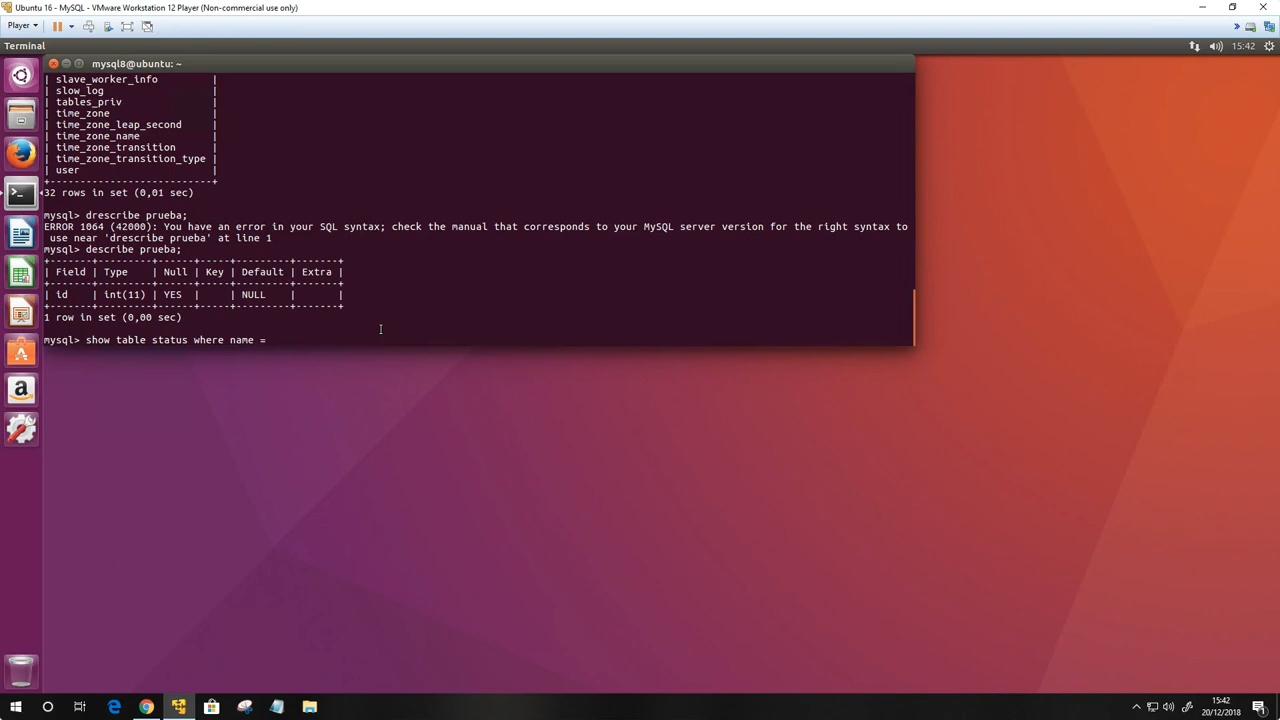 Ubuntu 16 - MySQL - VMware Workstation 12 Player (Non-commercial use only)
Player
Terminal
15:42
mysql8@ubuntu: ~
| slave_worker_info |
| slow_log |
| tables_priv |
| time_zone |
| time_zone_leap_second |
| time_zone_name |
| time_zone_transition |
| time_zone_transition_type |
| user |
+---------------------------+
32 rows in set (0,01 sec)
mysql> drescribe prueba;
ERROR 1064 (42000): You have an error in your SQL syntax; check the manual that corresponds to your MySQL server version for the right syntax to
use near 'drescribe prueba' at line 1
mysql> describe prueba;
+-------+---------+------+-----+---------+-------+
| Field | Type | Null | Key | Default | Extra |
+-------+---------+------+-----+---------+-------+
| id | int(11) | YES | | NULL | |
+-------+---------+------+-----+---------+-------+
1 row in set (0,00 sec)
mysql> show table status where name =
15:42
20/12/2018